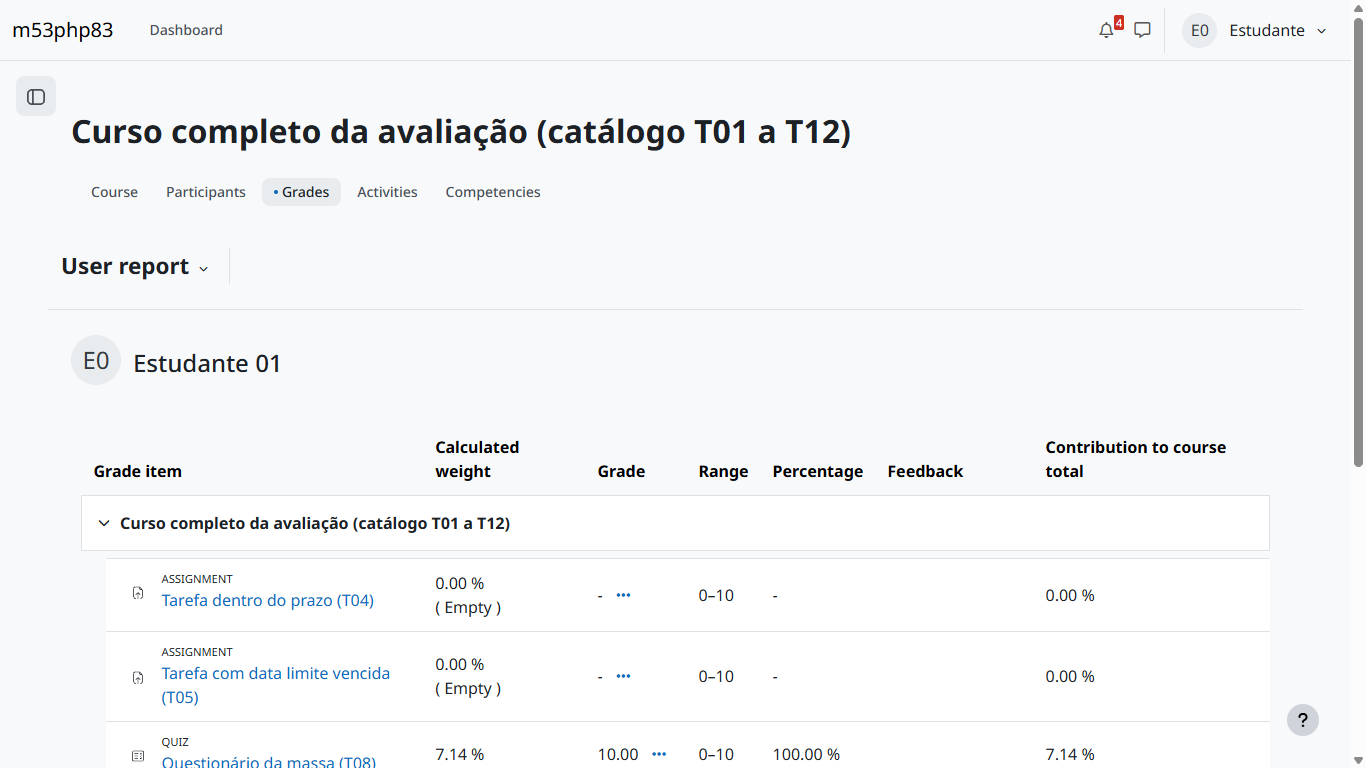 m53php83
Dashboard
4
E0
Estudante
Curso completo da avaliação (catálogo T01 a T12)
Course
Participants
Grades
Activities
Competencies
User report
E0
Estudante 01
Grade item
Calculated weight
Grade
Range
Percentage
Feedback
Contribution to course total
Curso completo da avaliação (catálogo T01 a T12)
ASSIGNMENT
Tarefa dentro do prazo (T04)
0.00 %
( Empty )
-
0–10
-
0.00 %
ASSIGNMENT
Tarefa com data limite vencida
(T05)
0.00 %
( Empty )
-
0–10
-
0.00 %
QUIZ
Questionário da massa (T08)
7.14 %
10.00
0–10
100.00 %
7.14 %
?